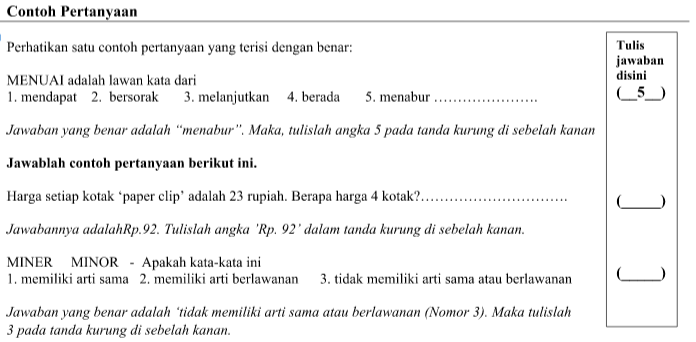 Contoh Pertanyaan
Perhatikan satu contoh pertanyaan yang terisi dengan benar:
Tulis
jawaban
disini
MENUAI adalah lawan kata dari
1. mendapat 2. bersorak 3. melanjutkan 4. berada 5. menabur ........................
(__5__)
Jawaban yang benar adalah “menabur”. Maka, tulislah angka 5 pada tanda kurung di sebelah kanan
Jawablah contoh pertanyaan berikut ini.
Harga setiap kotak ‘paper clip’ adalah 23 rupiah. Berapa harga 4 kotak?................................
(______)
Jawabannya adalahRp.92. Tulislah angka 'Rp. 92’ dalam tanda kurung di sebelah kanan.
MINER MINOR - Apakah kata-kata ini
1. memiliki arti sama 2. memiliki arti berlawanan 3. tidak memiliki arti sama atau berlawanan
(______)
Jawaban yang benar adalah ‘tidak memiliki arti sama atau berlawanan (Nomor 3). Maka tulislah
3 pada tanda kurung di sebelah kanan.